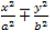 x²/a² ∓ y²/b²